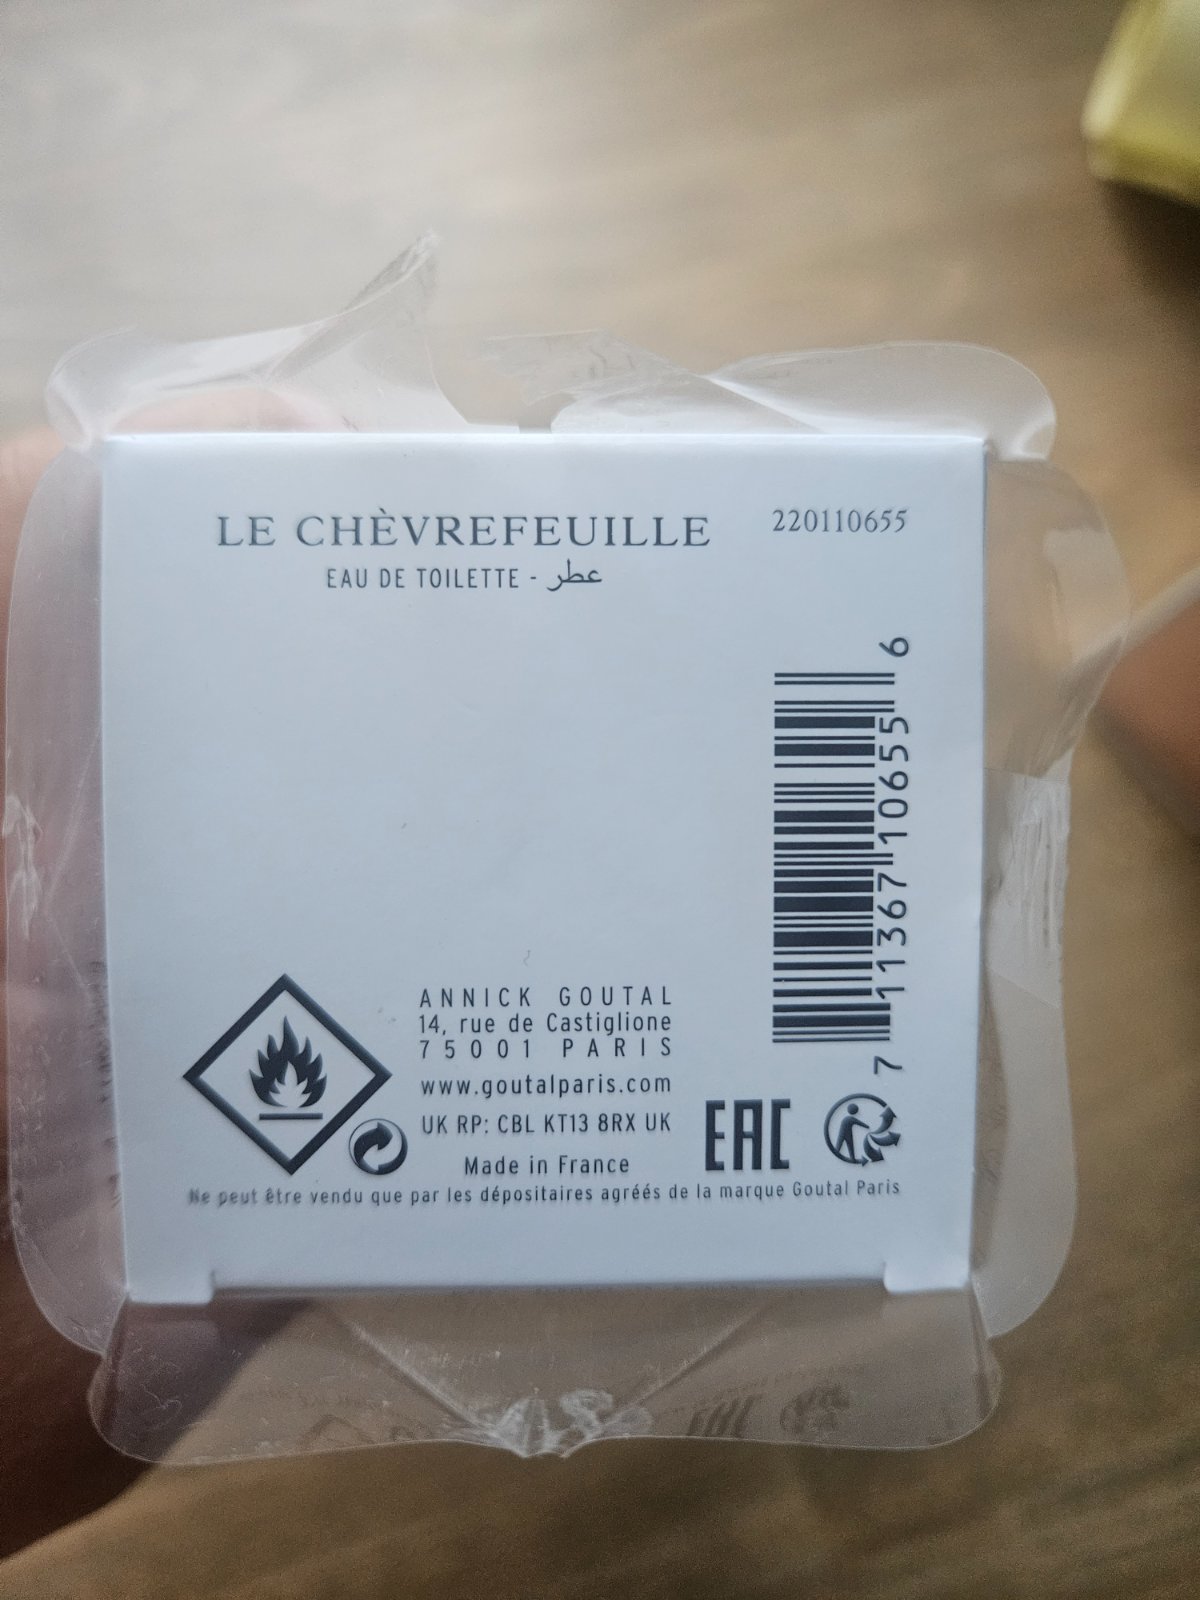 LE CHÈVREFEUILLE
220110655
EAU DE TOILETTE - عطر
7 11367 10655 6
ANNICK GOUTAL
14, rue de Castiglione
75001 PARIS
www.goutalparis.com
UK RP: CBL KT13 8RX UK
Made in France
EAC
Ne peut être vendu que par les dépositaires agréés de la marque Goutal Paris